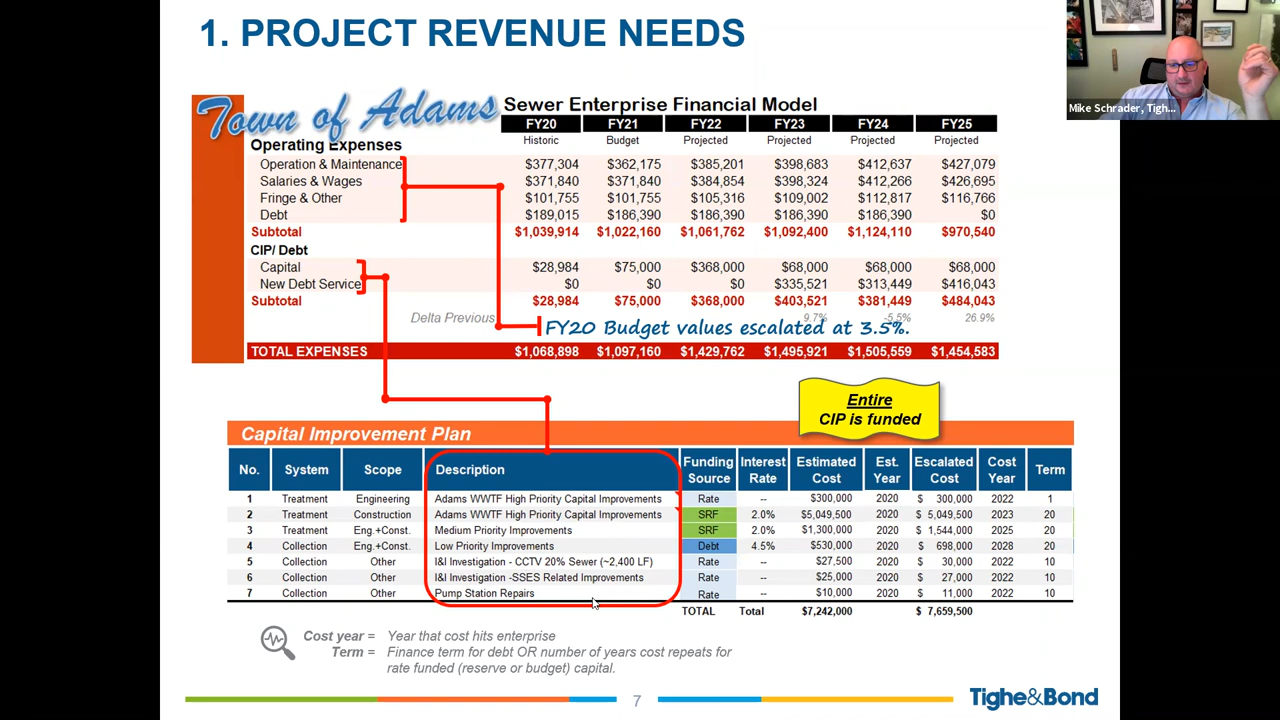 1. PROJECT REVENUE NEEDS
Mike Schrader, Tigh...
Town of Adams
Sewer Enterprise Financial Model
FY20 FY21 FY22 FY23 FY24 FY25
Historic Budget Projected Projected Projected Projected
Operating Expenses
Operation & Maintenance $377,304 $362,175 $385,201 $398,683 $412,637 $427,079
Salaries & Wages $371,840 $371,840 $384,854 $398,324 $412,266 $426,695
Fringe & Other $101,755 $101,755 $105,316 $109,002 $112,817 $116,766
Debt $189,015 $186,390 $186,390 $186,390 $186,390 $0
Subtotal $1,039,914 $1,022,160 $1,061,762 $1,092,400 $1,124,110 $970,540
CIP/ Debt
Capital $28,984 $75,000 $368,000 $68,000 $68,000 $68,000
New Debt Service $0 $0 $0 $335,521 $313,449 $416,043
Subtotal $28,984 $75,000 $368,000 $403,521 $381,449 $484,043
Delta Previous 9.7% -5.5% 26.9%
FY20 Budget values escalated at 3.5%.
TOTAL EXPENSES $1,068,898 $1,097,160 $1,429,762 $1,495,921 $1,505,559 $1,454,583
Entire
CIP is funded
Capital Improvement Plan
No. System Scope Description Funding Source Interest Rate Estimated Cost Est. Year Escalated Cost Cost Year Term
1 Treatment Engineering Adams WWTF High Priority Capital Improvements Rate -- $300,000 2020 $ 300,000 2022 1
2 Treatment Construction Adams WWTF High Priority Capital Improvements SRF 2.0% $5,049,500 2020 $ 5,049,500 2023 20
3 Treatment Eng.+Const. Medium Priority Improvements SRF 2.0% $1,300,000 2020 $ 1,544,000 2025 20
4 Collection Eng.+Const. Low Priority Improvements Debt 4.5% $530,000 2020 $ 698,000 2028 20
5 Collection Other I&I Investigation - CCTV 20% Sewer (~2,400 LF) Rate -- $27,500 2020 $ 30,000 2022 10
6 Collection Other I&I Investigation -SSES Related Improvements Rate -- $25,000 2020 $ 27,000 2022 10
7 Collection Other Pump Station Repairs Rate -- $10,000 2020 $ 11,000 2022 10
TOTAL Total $7,242,000 $ 7,659,500
Cost year = Year that cost hits enterprise
Term = Finance term for debt OR number of years cost repeats for
rate funded (reserve or budget) capital.
7
Tighe&Bond